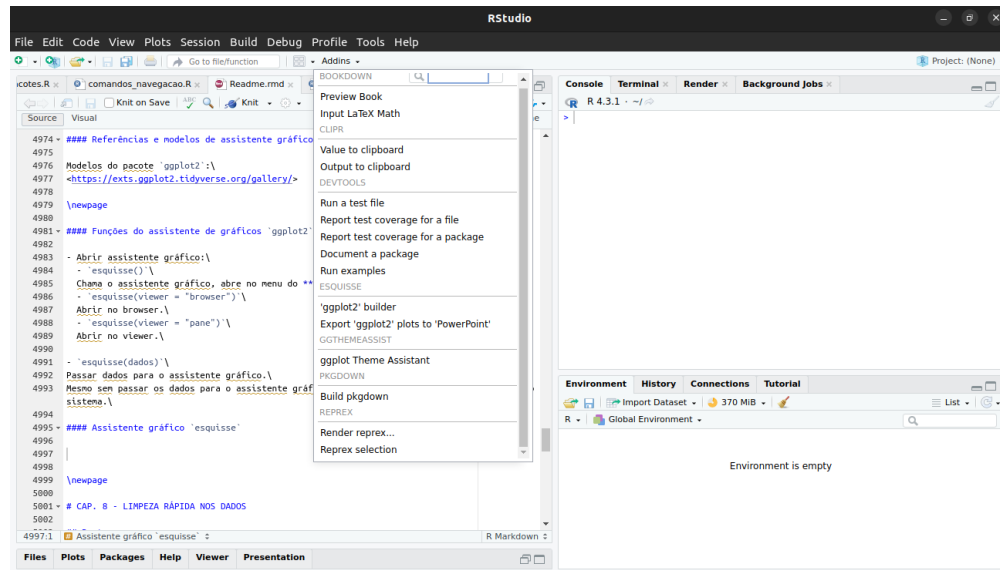 RStudio
File Edit Code View Plots Session Build Debug Profile Tools Help
Go to file/function
Addins
Project: (None)
cotes.R
comandos_navegacao.R
Readme.rmd
Knit on Save
ABC
Knit
Source
Visual
4974 #### Referências e modelos de assistente gráfico
4975
4976 Modelos do pacote `ggplot2`:\
4977 <https://exts.ggplot2.tidyverse.org/gallery/>
4978
4979 \newpage
4980
4981 #### Funções do assistente de gráficos `ggplot2`
4982
4983 - Abrir assistente gráfico:\
4984 - `esquisse()`\
4985 Chama o assistente gráfico, abre no menu do **
4986 - `esquisse(viewer = "browser")`\
4987 Abrir no browser.\
4988 - `esquisse(viewer = "pane")`\
4989 Abrir no viewer.\
4990
4991 - `esquisse(dados)`\
4992 Passar dados para o assistente gráfico.\
4993 Mesmo sem passar os dados para o assistente gráf
sistema.\
4994
4995 #### Assistente gráfico `esquisse`
4996
4997
4998
4999 \newpage
5000
5001 # CAP. 8 - LIMPEZA RÁPIDA NOS DADOS
5002
4997:1 Assistente gráfico `esquisse`
R Markdown
Files Plots Packages Help Viewer Presentation
BOOKDOWN
Preview Book
Input LaTeX Math
CLIPR
Value to clipboard
Output to clipboard
DEVTOOLS
Run a test file
Report test coverage for a file
Report test coverage for a package
Document a package
Run examples
ESQUISSE
'ggplot2' builder
Export 'ggplot2' plots to 'PowerPoint'
GGTHEMEASSIST
ggplot Theme Assistant
PKGDOWN
Build pkgdown
REPREX
Render reprex...
Reprex selection
Console Terminal Render Background Jobs
R 4.3.1 · ~/
>
Environment History Connections Tutorial
Import Dataset
370 MiB
List
R
Global Environment
Environment is empty